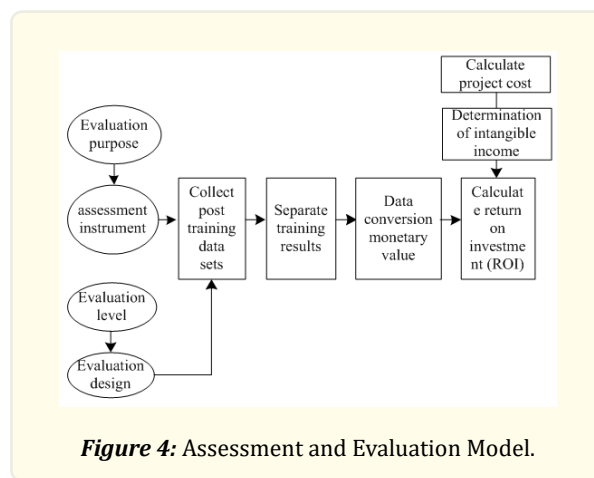 Calculate
project cost
Determination
of intangible
income
Evaluation
purpose
assessment
instrument
Collect
post
training
data
sets
Separate
training
results
Data
conversion
monetary
value
Calculat
e return
on
investme
nt (ROI)
Evaluation
level
Evaluation
design
Figure 4: Assessment and Evaluation Model.